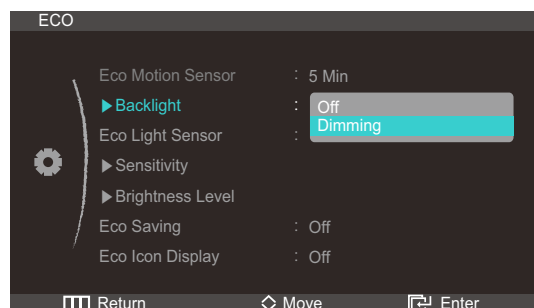 ECO
Eco Motion Sensor : 5 Min
▶Backlight : Off
Dimming
Eco Light Sensor :
▶Sensitivity
▶Brightness Level
Eco Saving : Off
Eco Icon Display : Off
Return Move Enter